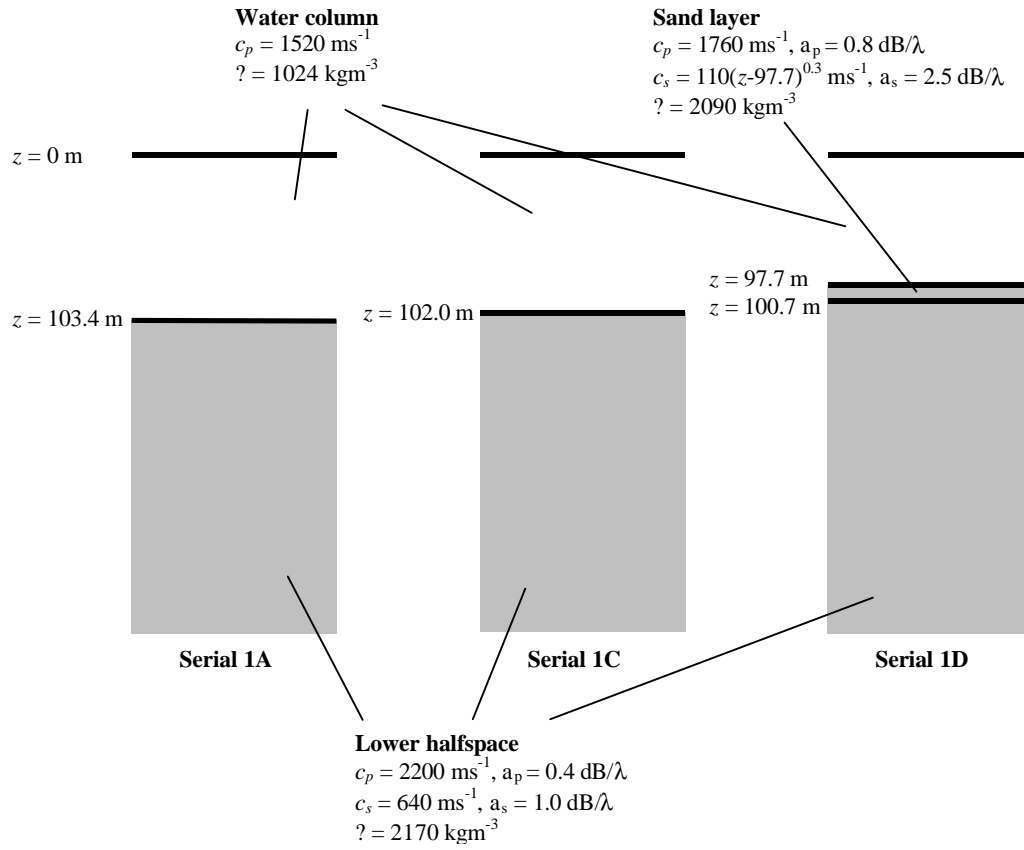 Water column
c_p = 1520 ms⁻¹
? = 1024 kgm⁻³
Sand layer
c_p = 1760 ms⁻¹, a_p = 0.8 dB/λ
c_s = 110(z-97.7)^0.3 ms⁻¹, a_s = 2.5 dB/λ
? = 2090 kgm⁻³
z = 0 m
z = 97.7 m
z = 103.4 m
z = 102.0 m
z = 100.7 m
Serial 1A
Serial 1C
Serial 1D
Lower halfspace
c_p = 2200 ms⁻¹, a_p = 0.4 dB/λ
c_s = 640 ms⁻¹, a_s = 1.0 dB/λ
? = 2170 kgm⁻³